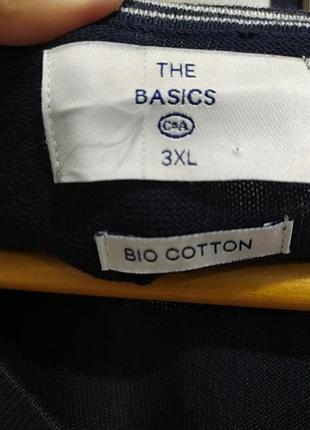 THE
BASICS
C&A
3XL
BIO COTTON